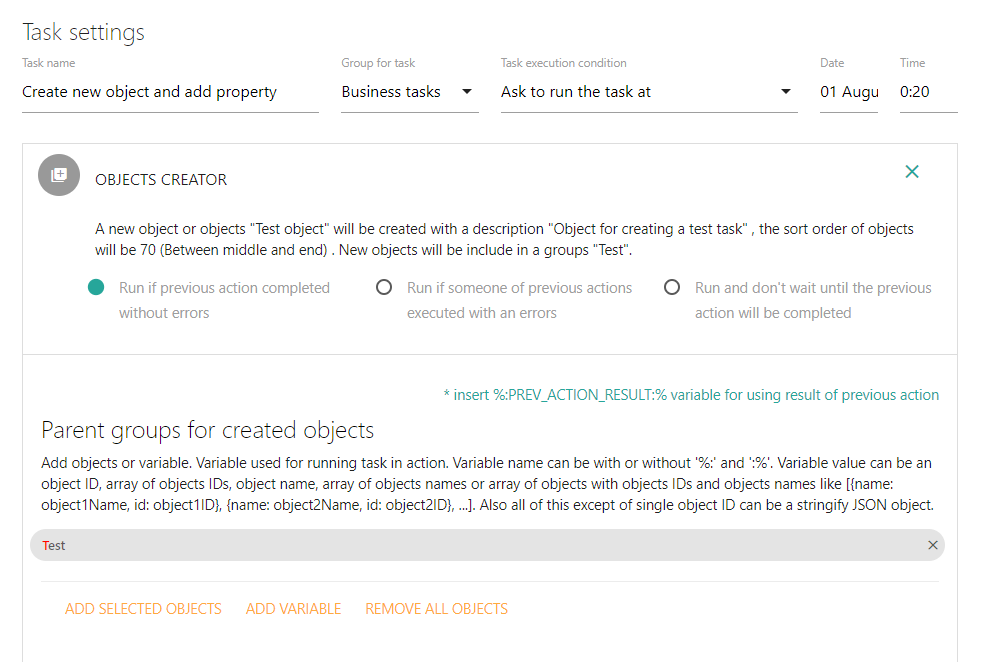 Task settings
Task name
Group for task
Task execution condition
Date
Time
Create new object and add property
Business tasks
Ask to run the task at
01 Augu
0:20
OBJECTS CREATOR
A new object or objects "Test object" will be created with a description "Object for creating a test task" , the sort order of objects
will be 70 (Between middle and end) . New objects will be include in a groups "Test".
Run if previous action completed
without errors
Run if someone of previous actions
executed with an errors
Run and don't wait until the previous
action will be completed
* insert %:PREV_ACTION_RESULT:% variable for using result of previous action
Parent groups for created objects
Add objects or variable. Variable used for running task in action. Variable name can be with or without '%:' and ':%'. Variable value can be an
object ID, array of objects IDs, object name, array of objects names or array of objects with objects IDs and objects names like [{name:
object1Name, id: object1ID}, {name: object2Name, id: object2ID}, ...]. Also all of this except of single object ID can be a stringify JSON object.
Test
ADD SELECTED OBJECTS
ADD VARIABLE
REMOVE ALL OBJECTS